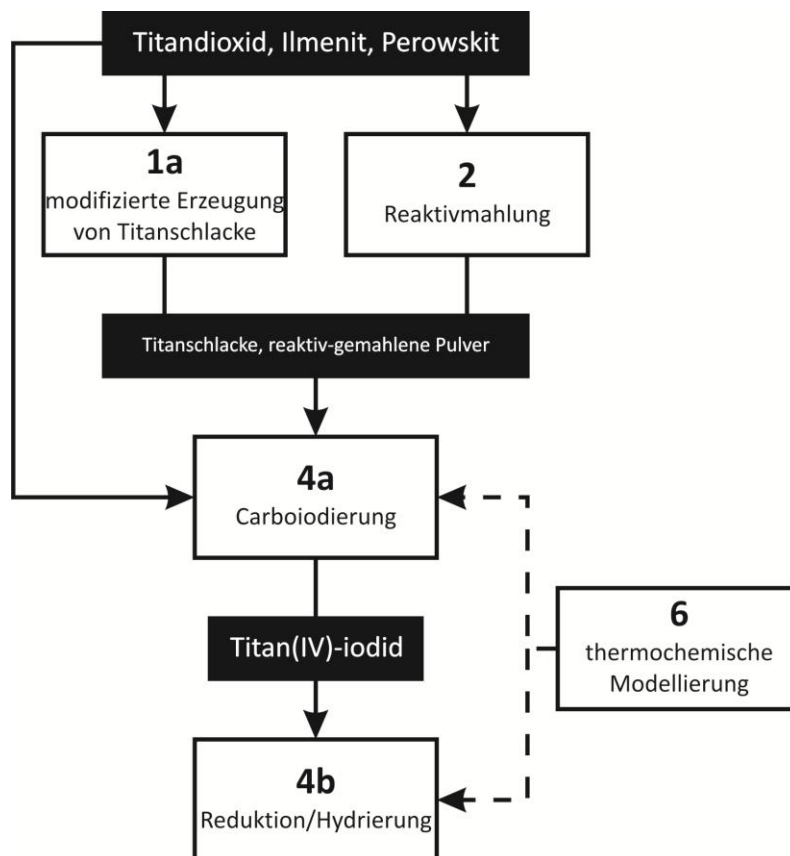 Titandioxid, Ilmenit, Perowskit
1a
modifizierte Erzeugung
von Titanschlacke
2
Reaktivmahlung
Titanschlacke, reaktiv-gemahlene Pulver
4a
Carboiodierung
Titan(IV)-iodid
6
thermochemische
Modellierung
4b
Reduktion/Hydrierung